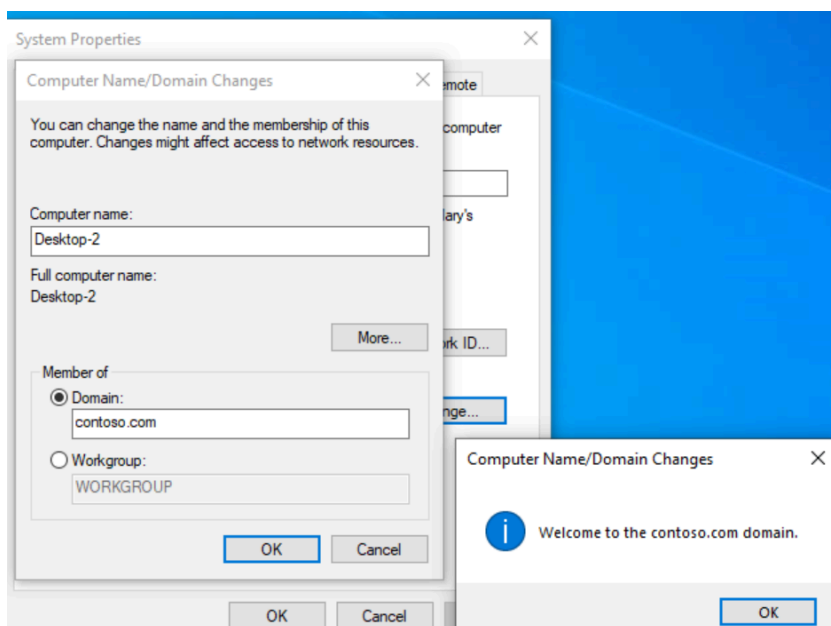 System Properties
Computer Name/Domain Changes
emote
You can change the name and the membership of this
computer. Changes might affect access to network resources.
computer
Computer name:
Desktop-2
lary's
Full computer name:
Desktop-2
More...
rk ID...
Member of
Domain:
contoso.com
nge...
Workgroup:
WORKGROUP
OK
Cancel
Computer Name/Domain Changes
Welcome to the contoso.com domain.
OK
OK
Cancel